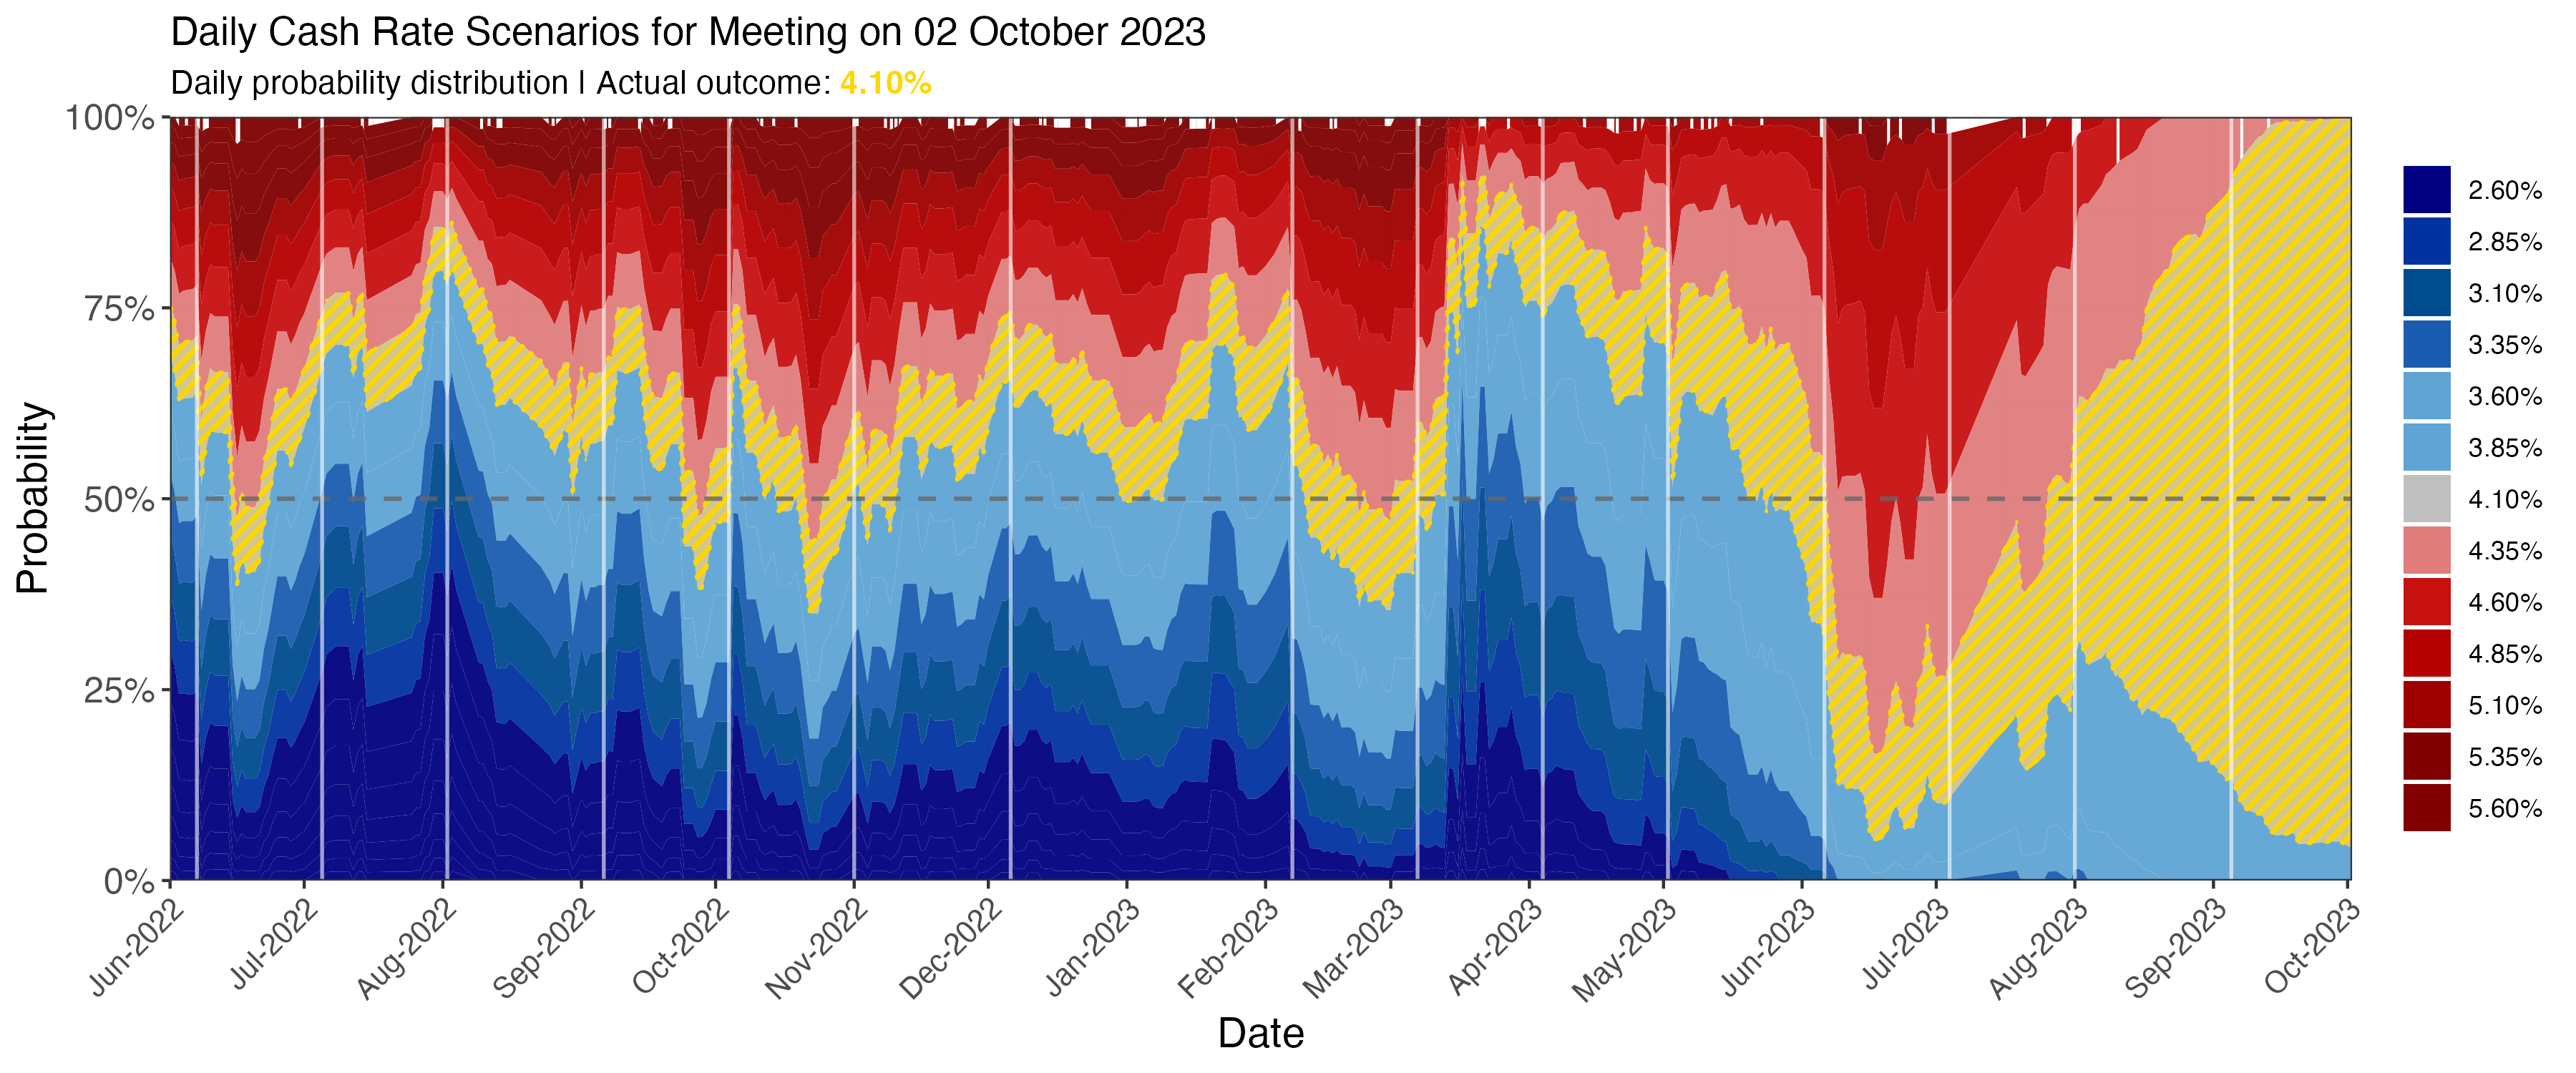 Daily Cash Rate Scenarios for Meeting on 02 October 2023
Daily probability distribution | Actual outcome: 4.10%
100%
75%
50%
25%
0%
Probability
Jun-2022
Jul-2022
Aug-2022
Sep-2022
Oct-2022
Nov-2022
Dec-2022
Jan-2023
Feb-2023
Mar-2023
Apr-2023
May-2023
Jun-2023
Jul-2023
Aug-2023
Sep-2023
Oct-2023
Date
2.60%
2.85%
3.10%
3.35%
3.60%
3.85%
4.10%
4.35%
4.60%
4.85%
5.10%
5.35%
5.60%